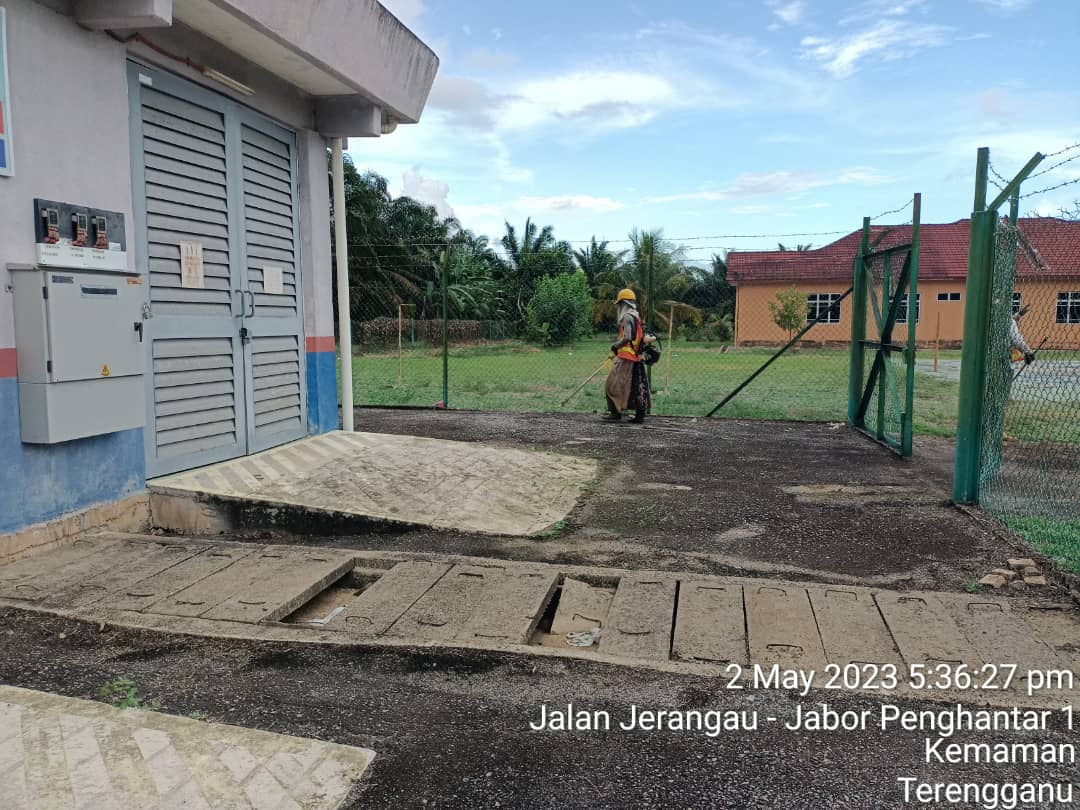 2 May 2023 5:36:27 pm
Jalan Jerangau - Jabor Penghantar 1
Kemaman
Terengganu